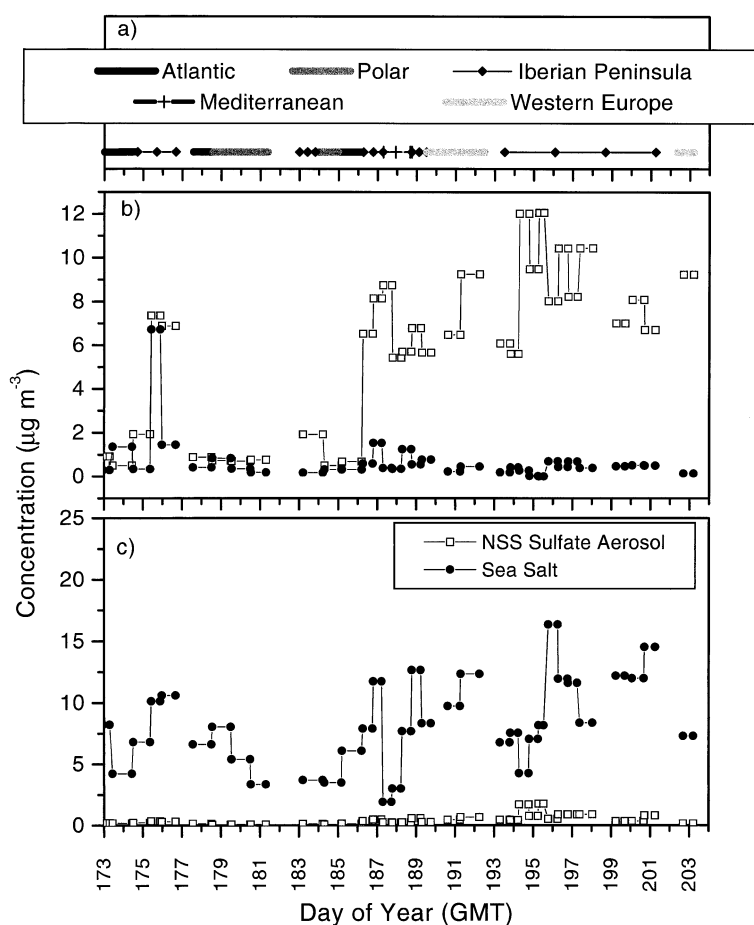 a)
Atlantic Polar Iberian Peninsula
Mediterranean Western Europe
b)
12
10
8
6
4
2
0
Concentration (µg m-3)
c)
25
20
15
10
5
0
NSS Sulfate Aerosol
Sea Salt
173 175 177 179 181 183 185 187 189 191 193 195 197 199 201 203
Day of Year (GMT)